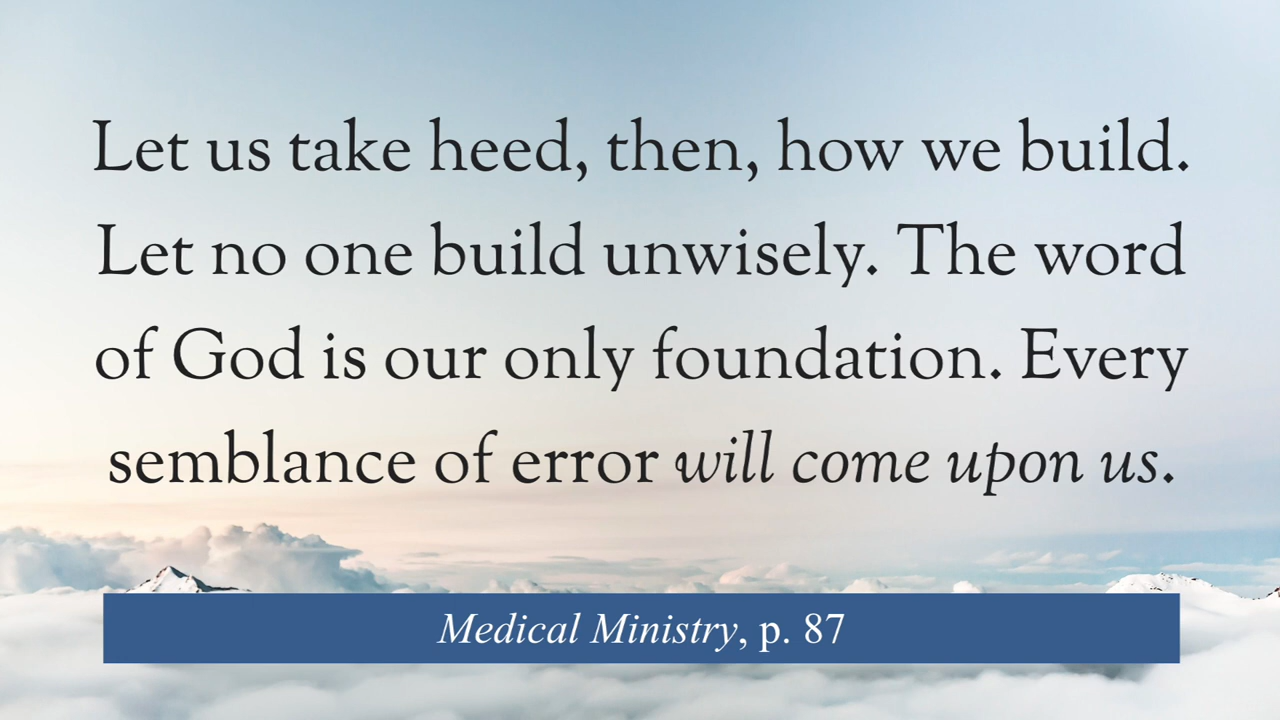 Let us take heed, then, how we build.
Let no one build unwisely. The word
of God is our only foundation. Every
semblance of error will come upon us.
Medical Ministry, p. 87